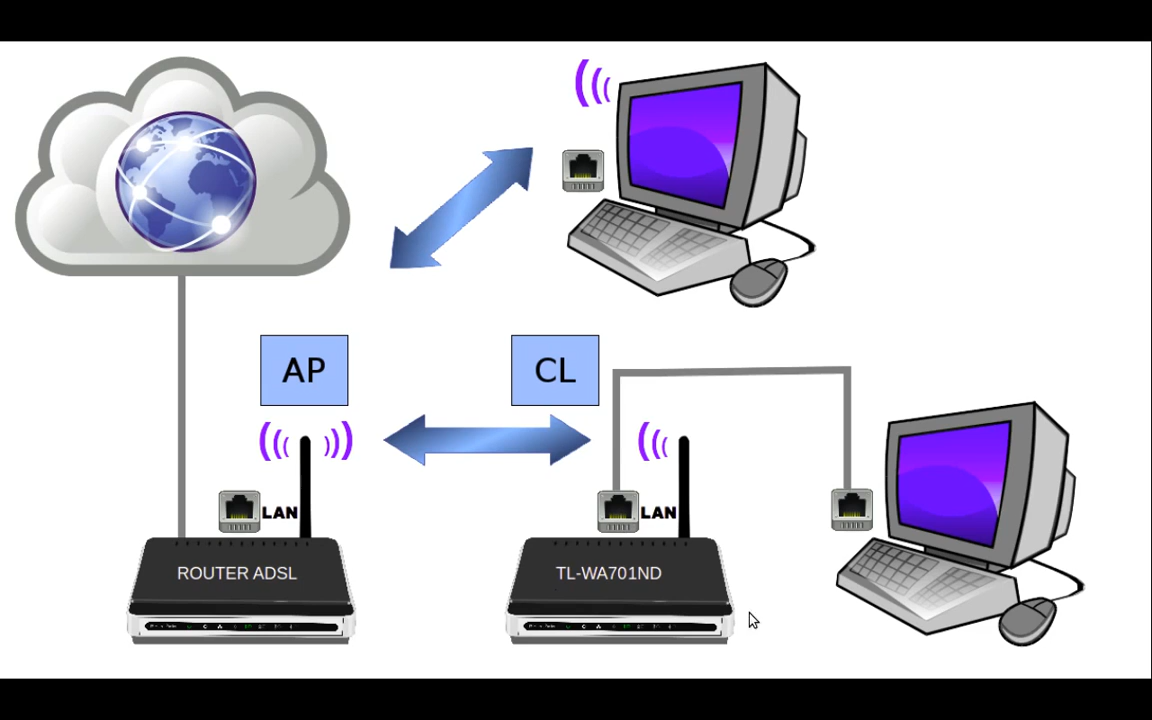 AP
CL
LAN
LAN
ROUTER ADSL
TL-WA701ND